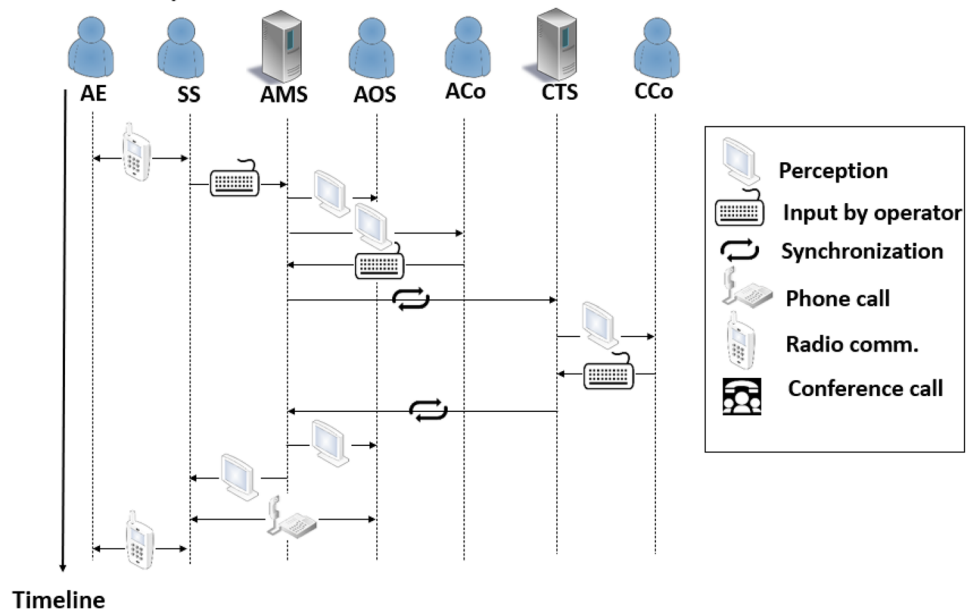 AE SS AMS AOS ACo CTS CCo
Perception
Input by operator
Synchronization
Phone call
Radio comm.
Conference call
Timeline